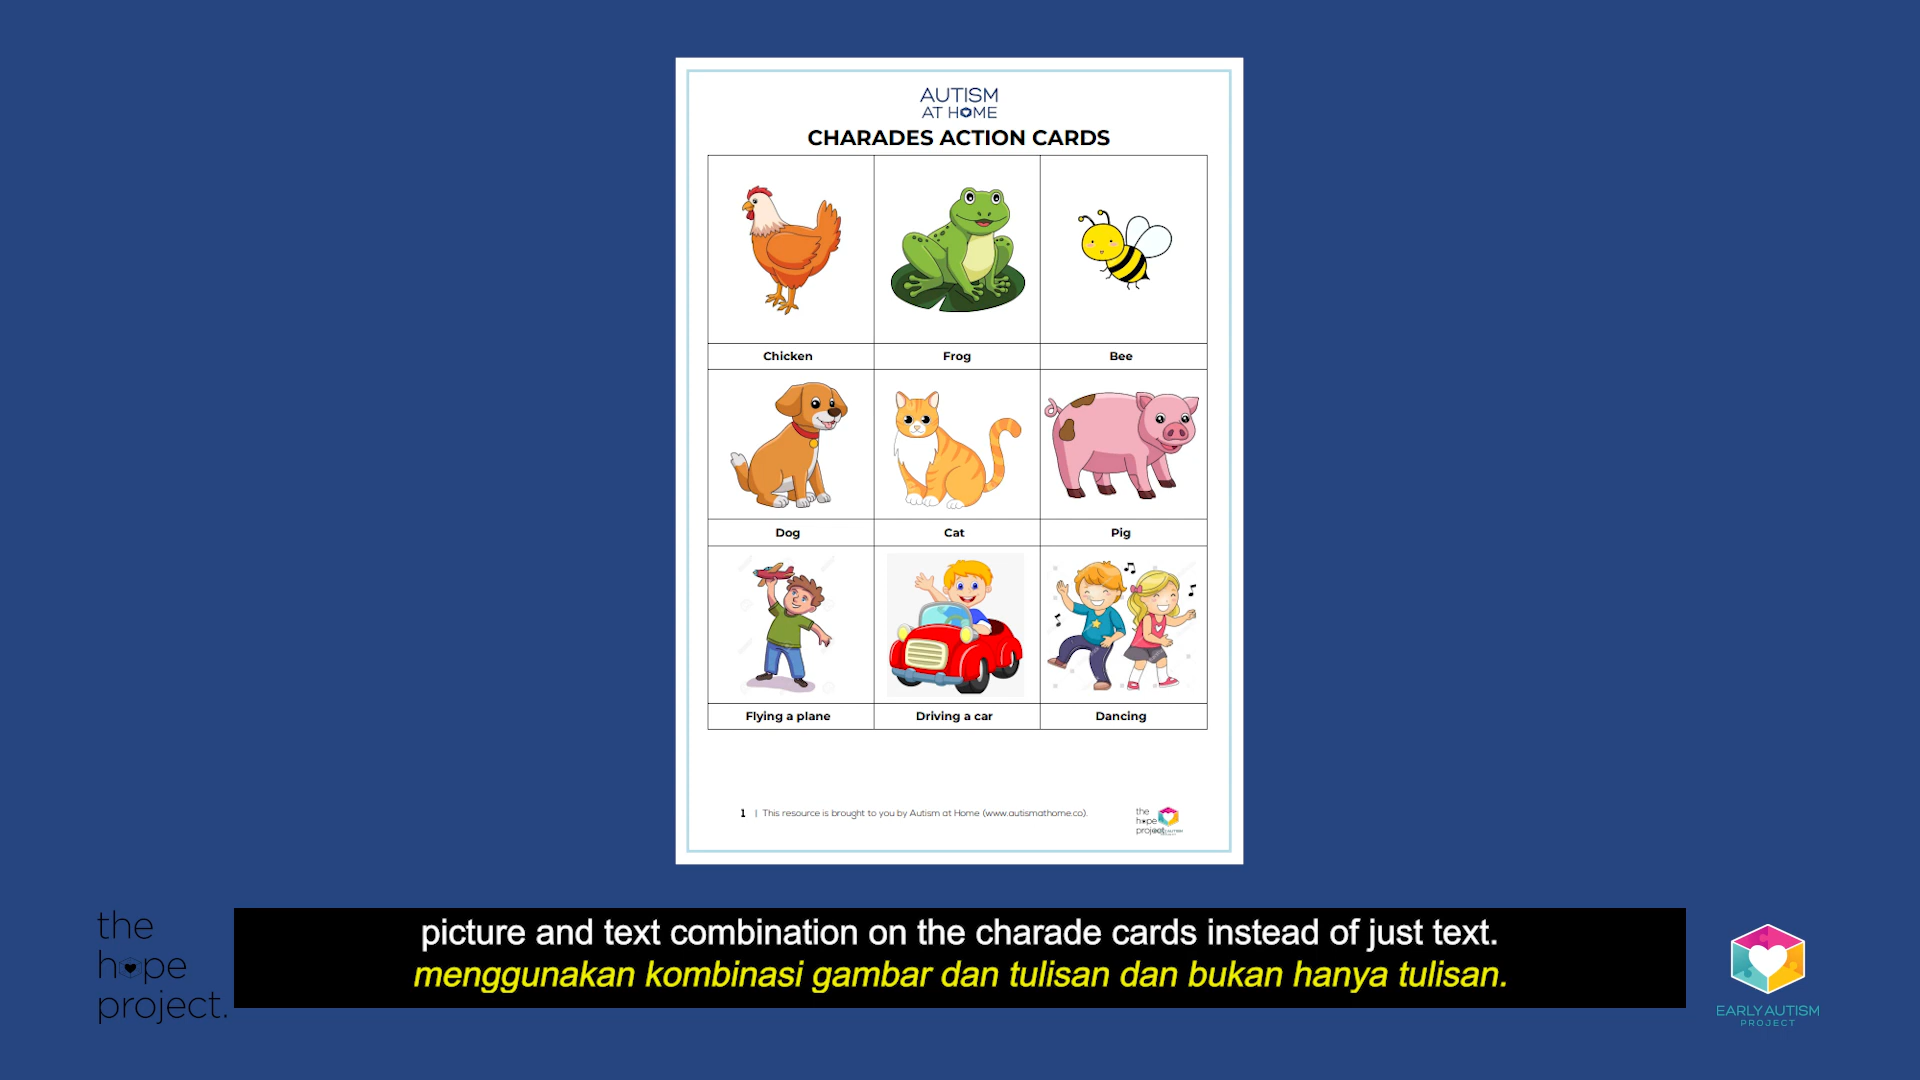 AUTISM
AT HOME
CHARADES ACTION CARDS
Chicken
Frog
Bee
Dog
Cat
Pig
Flying a plane
Driving a car
Dancing
1 | This resource is brought to you by Autism at Home (www.autismathome.co).
the
hope
project.
picture and text combination on the charade cards instead of just text.
menggunakan kombinasi gambar dan tulisan dan bukan hanya tulisan.
the
hope
project.
EARLY AUTISM
PROJECT